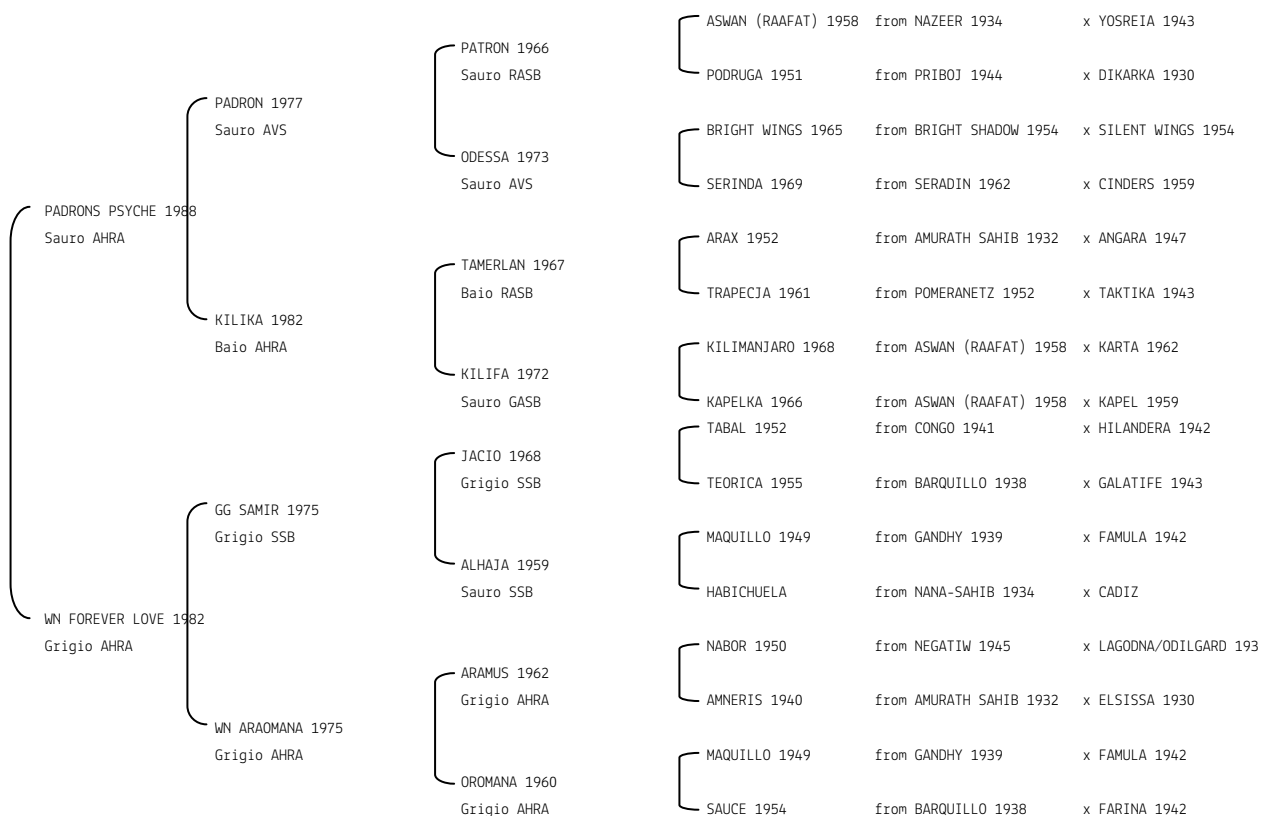 ASWAN (RAAFAT) 1958 from NAZEER 1934 x YOSREIA 1943
PATRON 1966
Sauro RASB
PODRUGA 1951 from PRIBOJ 1944 x DIKARKA 1930
PADRON 1977
Sauro AVS
BRIGHT WINGS 1965 from BRIGHT SHADOW 1954 x SILENT WINGS 1954
ODESSA 1973
Sauro AVS
SERINDA 1969 from SERADIN 1962 x CINDERS 1959
PADRONS PSYCHE 1988
Sauro AHRA
ARAX 1952 from AMURATH SAHIB 1932 x ANGARA 1947
TAMERLAN 1967
Baio RASB
TRAPECJA 1961 from POMERANETZ 1952 x TAKTIKA 1943
KILIKA 1982
Baio AHRA
KILIMANJARO 1968 from ASWAN (RAAFAT) 1958 x KARTA 1962
KILIFA 1972
Sauro GASB
KAPELKA 1966 from ASWAN (RAAFAT) 1958 x KAPEL 1959
TABAL 1952 from CONGO 1941 x HILANDERA 1942
JACIO 1968
Grigio SSB
TEORICA 1955 from BARQUILLO 1938 x GALATIFE 1943
GG SAMIR 1975
Grigio SSB
MAQUILLO 1949 from GANDHY 1939 x FAMULA 1942
ALHAJA 1959
Sauro SSB
HABICHUELA from NANA-SAHIB 1934 x CADIZ
WN FOREVER LOVE 1982
Grigio AHRA
NABOR 1950 from NEGATIW 1945 x LAGODNA/ODILGARD 193
ARAMUS 1962
Grigio AHRA
AMNERIS 1940 from AMURATH SAHIB 1932 x ELSISSA 1930
WN ARAOMANA 1975
Grigio AHRA
MAQUILLO 1949 from GANDHY 1939 x FAMULA 1942
OROMANA 1960
Grigio AHRA
SAUCE 1954 from BARQUILLO 1938 x FARINA 1942